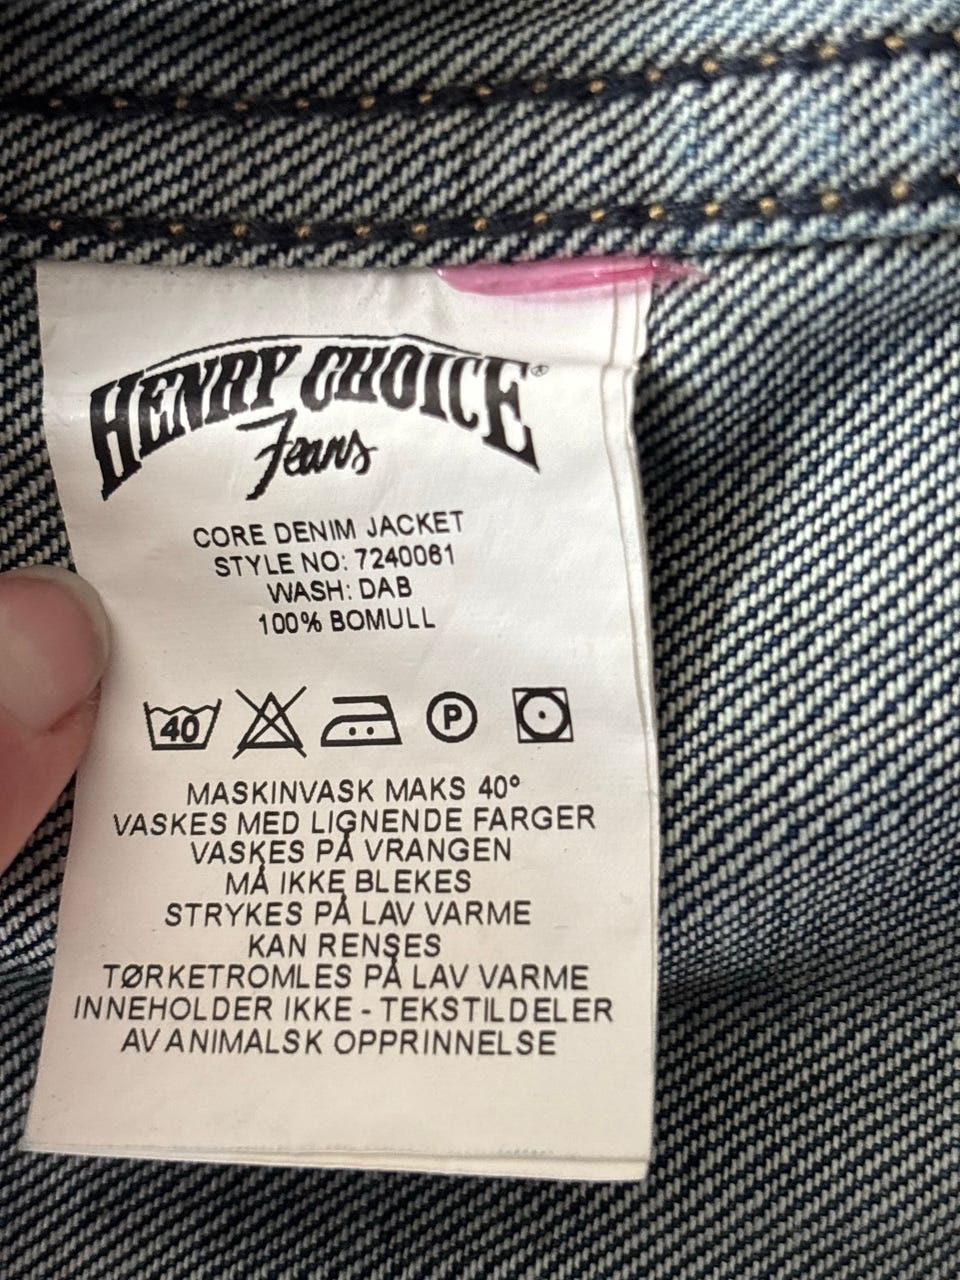 HENRY CHOICE®
Jeans
CORE DENIM JACKET
STYLE NO: 7240061
WASH: DAB
100% BOMULL
40 P
MASKINVASK MAKS 40°
VASKES MED LIGNENDE FARGER
VASKES PÅ VRANGEN
MÅ IKKE BLEKES
STRYKES PÅ LAV VARME
KAN RENSES
TØRKETROMLES PÅ LAV VARME
INNEHOLDER IKKE - TEKSTILDELER
AV ANIMALSK OPPRINNELSE